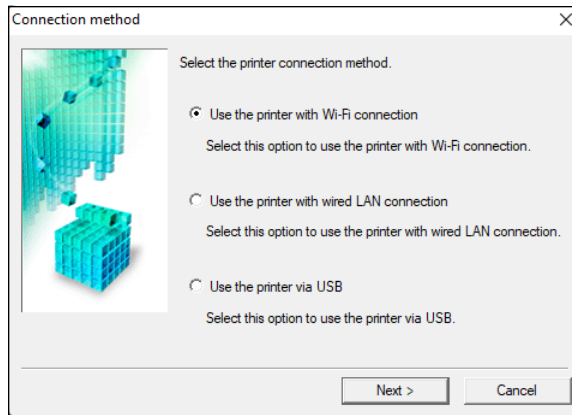 Connection method
Select the printer connection method.
Use the printer with Wi-Fi connection
Select this option to use the printer with Wi-Fi connection.
Use the printer with wired LAN connection
Select this option to use the printer with wired LAN connection.
Use the printer via USB
Select this option to use the printer via USB.
Next >
Cancel